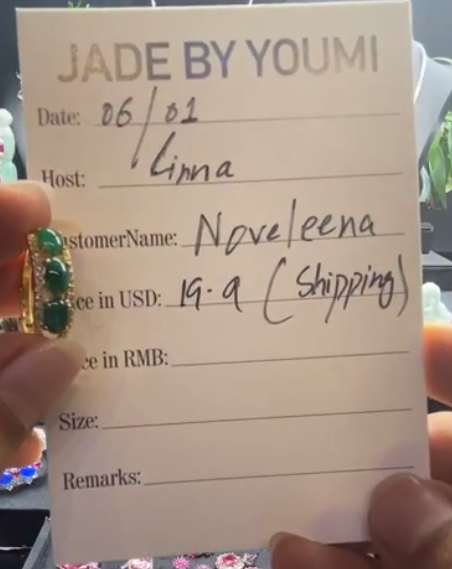 JADE BY YOUMI
Date: 06/01
Host: Linna
stomerName: Noveleena
ce in USD: 19.9 (Shipping)
ce in RMB:
Size:
Remarks: